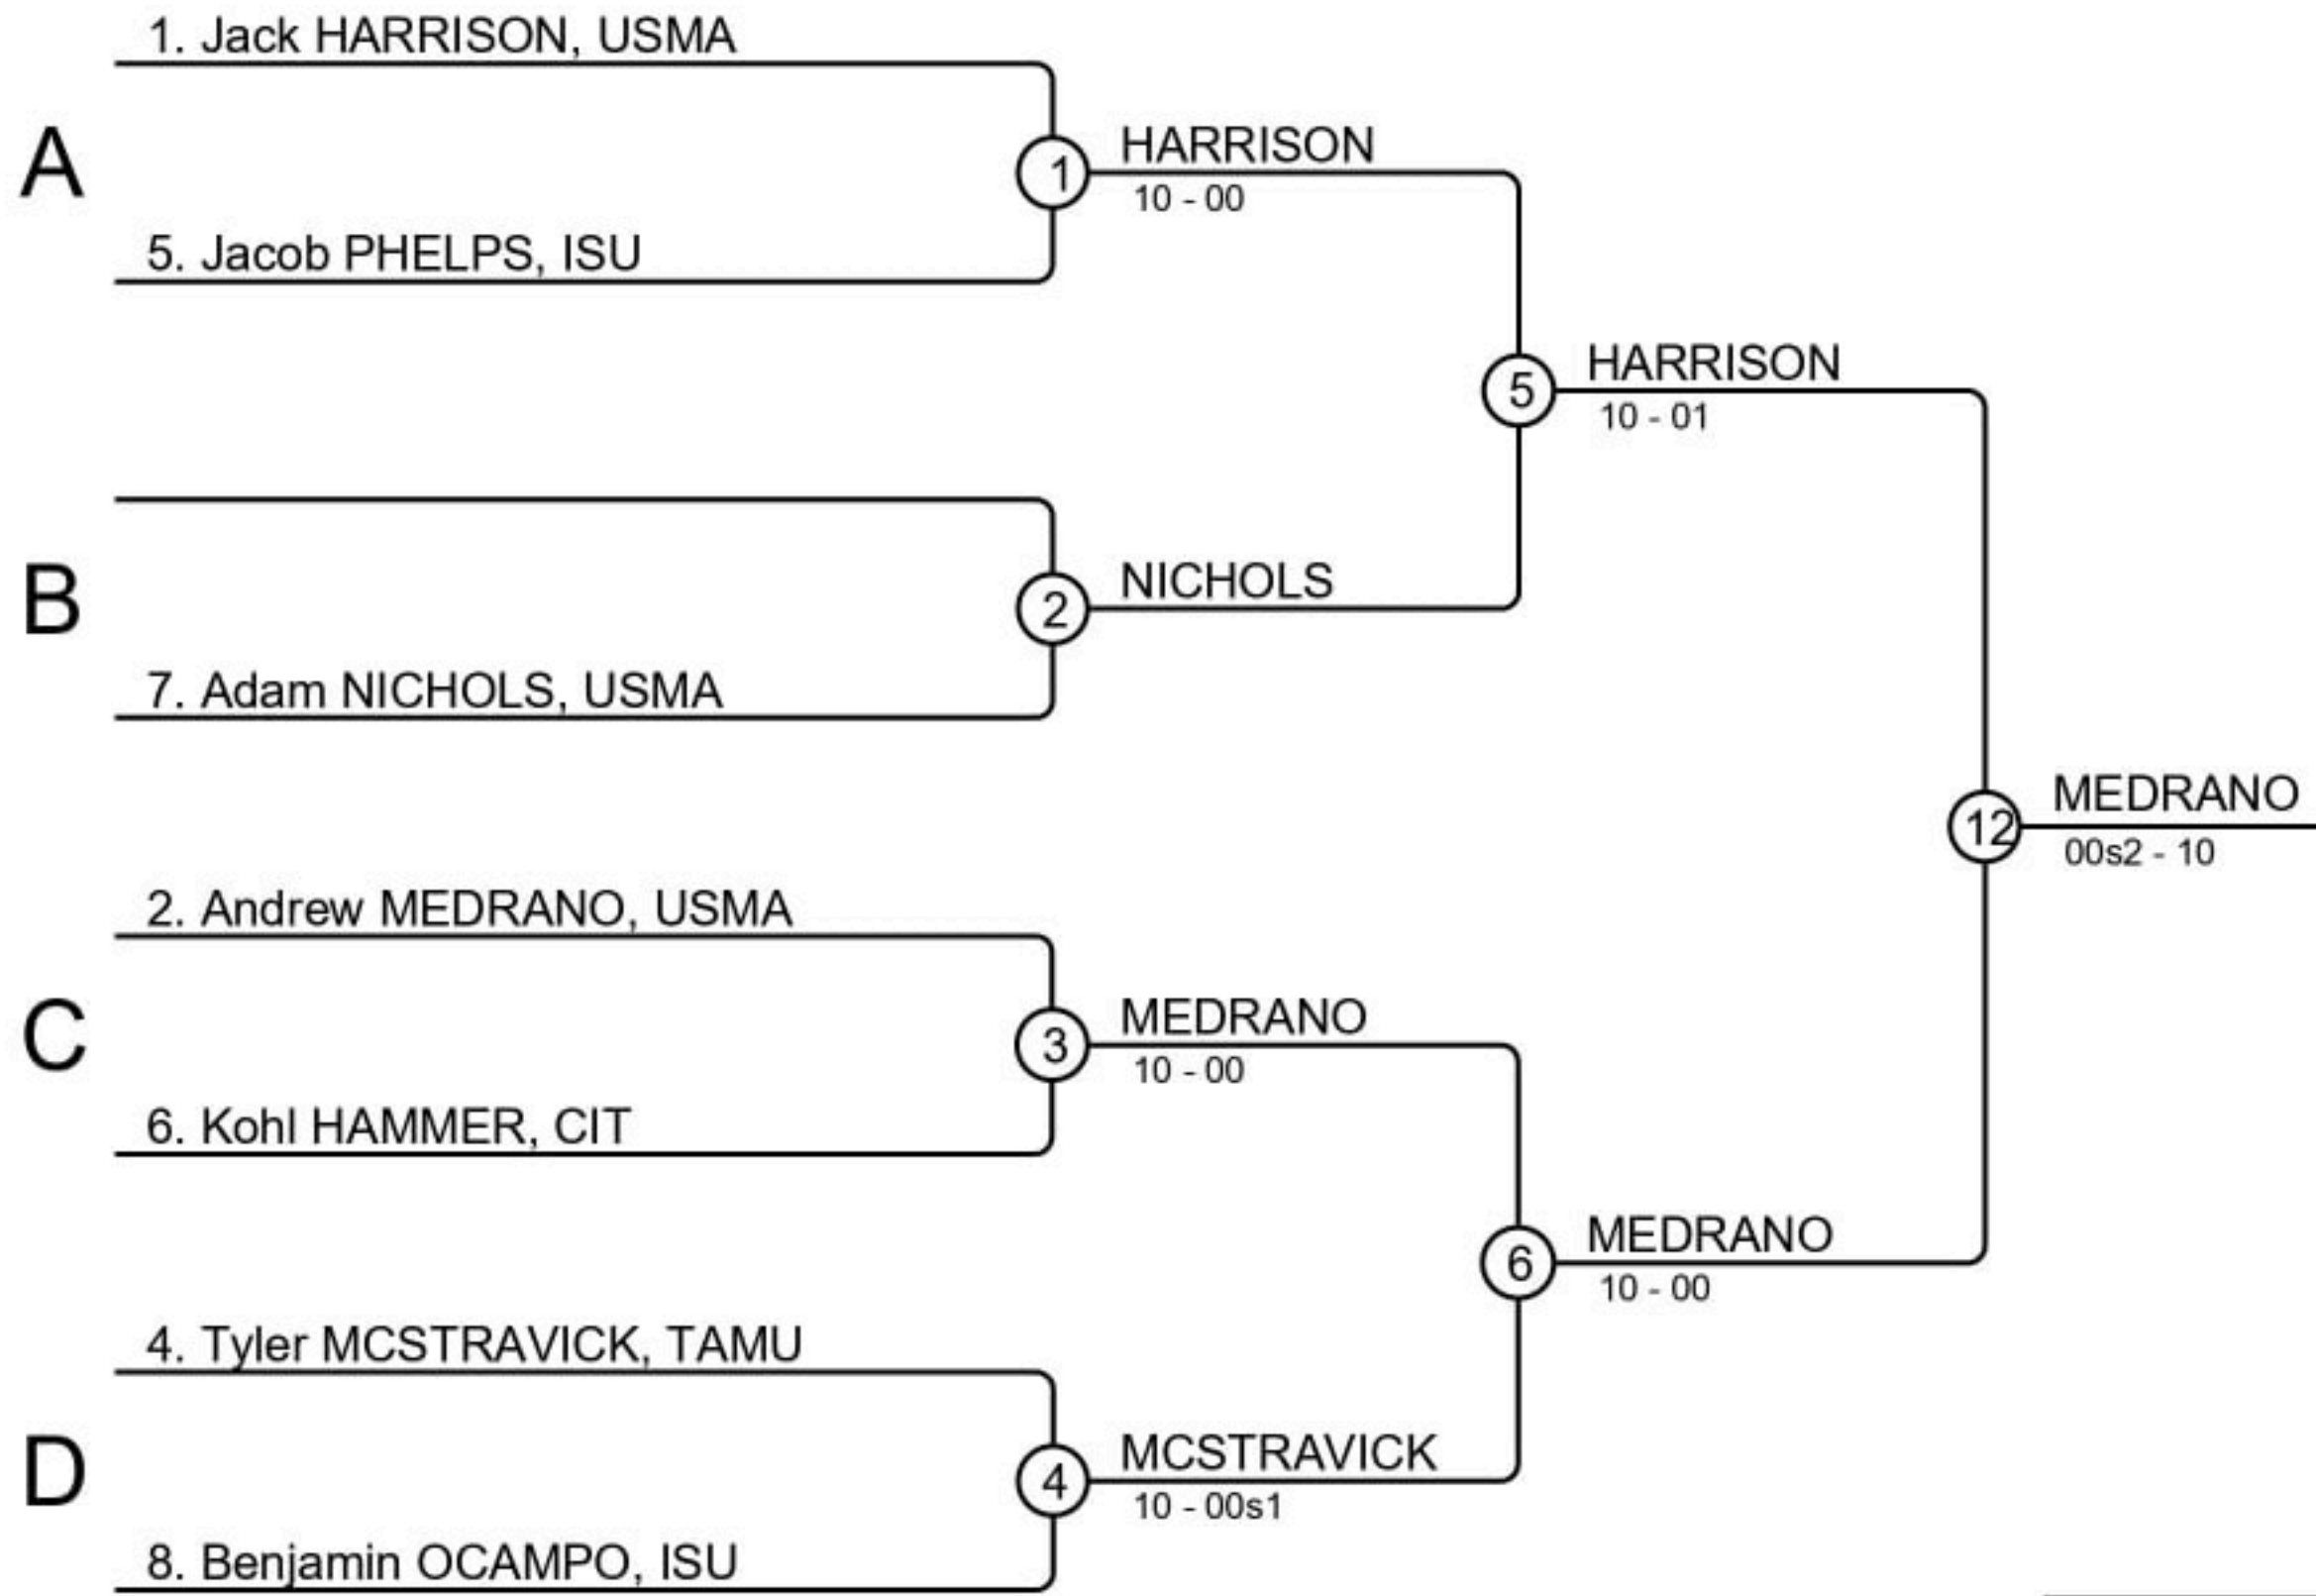 1. Jack HARRISON, USMA
A
1
HARRISON
10 - 00
5. Jacob PHELPS, ISU
5
HARRISON
10 - 01
B
2
NICHOLS
7. Adam NICHOLS, USMA
12
MEDRANO
00s2 - 10
2. Andrew MEDRANO, USMA
C
3
MEDRANO
10 - 00
6. Kohl HAMMER, CIT
6
MEDRANO
10 - 00
4. Tyler MCSTRAVICK, TAMU
D
4
MCSTRAVICK
10 - 00s1
8. Benjamin OCAMPO, ISU